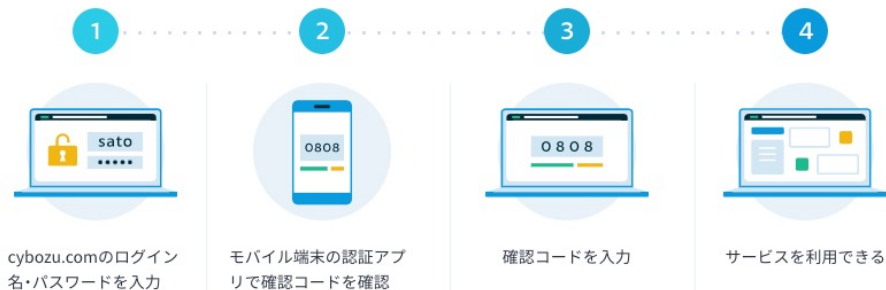 1
2
3
4
sato
•••••
0808
0808
cybozu.comのログイン
名・パスワードを入力
モバイル端末の認証アプ
リで確認コードを確認
確認コードを入力
サービスを利用できる